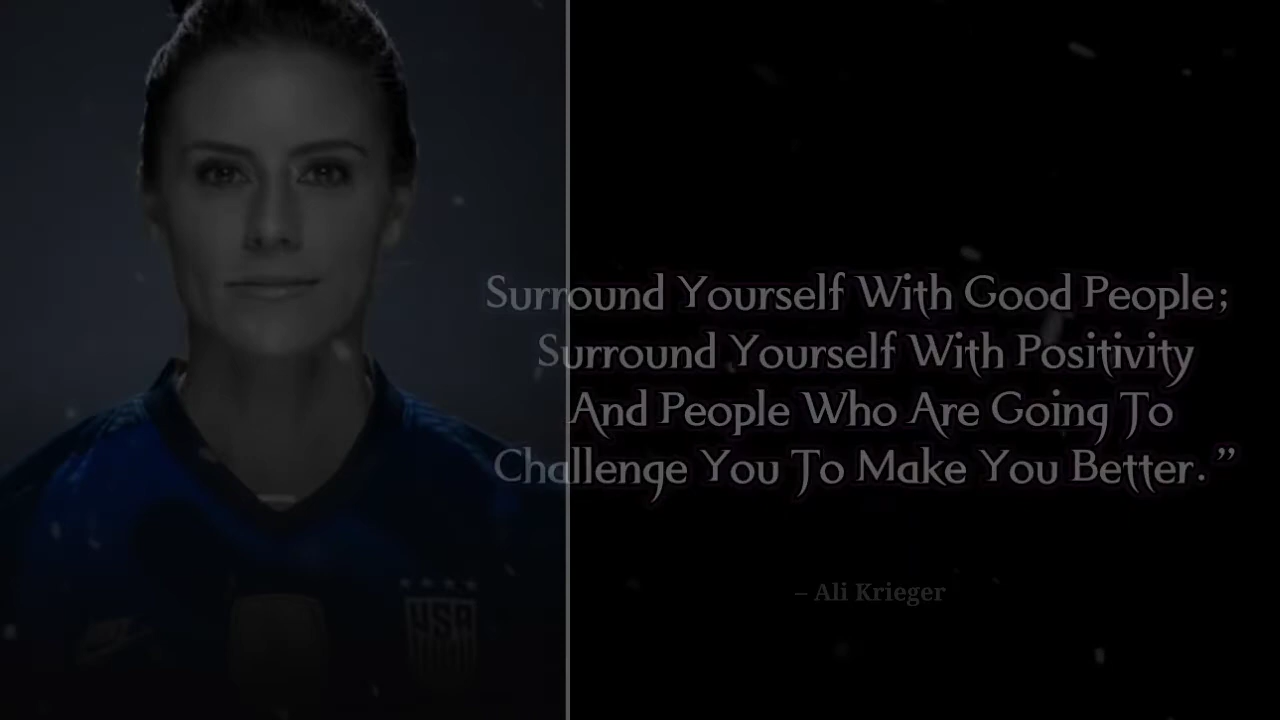 Surround Yourself With Good People;
Surround Yourself With Positivity
And People Who Are Going To
Challenge You To Make You Better.”
– Ali Krieger
USA